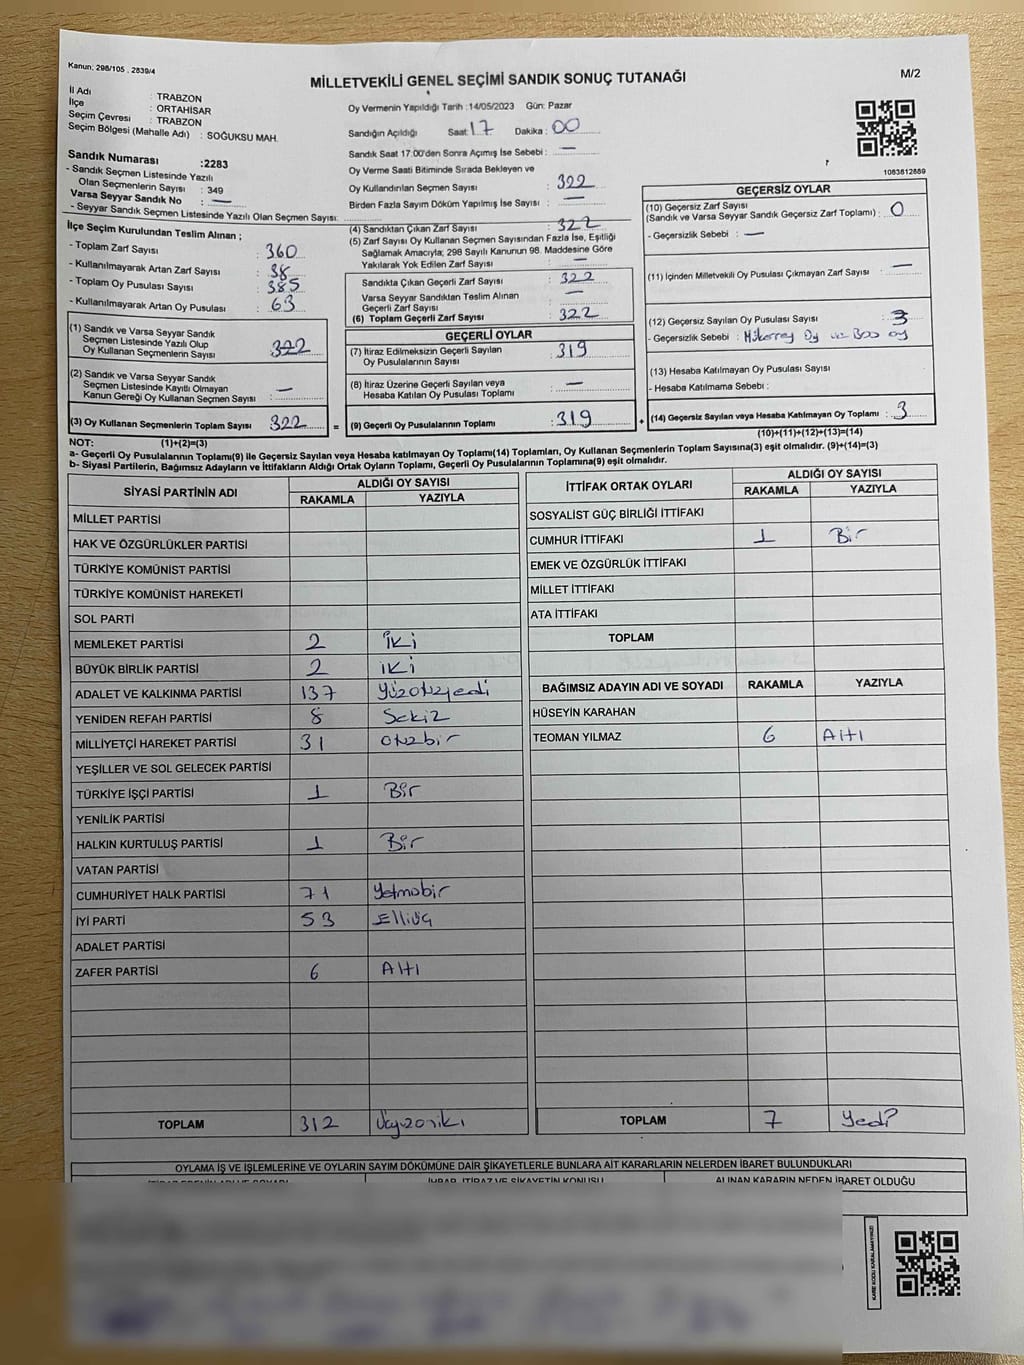 Kanun: 298/105 , 2839/4
MİLLETVEKİLİ GENEL SEÇİMİ SANDIK SONUÇ TUTANAĞI
M/2
İl Adı : TRABZON
İlçe : ORTAHİSAR
Seçim Çevresi : TRABZON
Seçim Bölgesi (Mahalle Adı) : SOĞUKSU MAH.
Sandık Numarası :2283
- Sandık Seçmen Listesinde Yazılı
Olan Seçmenlerin Sayısı : 349
Varsa Seyyar Sandık No : —
- Seyyar Sandık Seçmen Listesinde Yazılı Olan Seçmen Sayısı:
Oy Vermenin Yapıldığı Tarih :14/05/2023 Gün: Pazar
Sandığın Açıldığı Saat: 17 Dakika : 00
Sandık Saat 17.00'den Sonra Açmış İse Sebebi : —
Oy Verme Saati Bitiminde Sırada Bekleyen ve
Oy Kullandırılan Seçmen Sayısı : 322
Birden Fazla Sayım Döküm Yapılmış İse Sayısı : —
1083812889
İlçe Seçim Kurulundan Teslim Alınan ;
- Toplam Zarf Sayısı : 360
- Kullanılmayarak Artan Zarf Sayısı : 38
- Toplam Oy Pusulası Sayısı : 385
- Kullanılmayarak Artan Oy Pusulası : 63
(1) Sandık ve Varsa Seyyar Sandık
Seçmen Listesinde Yazılı Olup
Oy Kullanan Seçmenlerin Sayısı : 322
(2) Sandık ve Varsa Seyyar Sandık
Seçmen Listesinde Kayıtlı Olmayan
Kanun Gereği Oy Kullanan Seçmen Sayısı : —
(3) Oy Kullanan Seçmenlerin Toplam Sayısı : 322
(4) Sandıktan Çıkan Zarf Sayısı : 322
(5) Zarf Sayısı Oy Kullanan Seçmen Sayısından Fazla İse, Eşitliği
Sağlamak Amacıyla; 298 Sayılı Kanunun 98. Maddesine Göre
Yakılarak Yok Edilen Zarf Sayısı : —
Sandıkta Çıkan Geçerli Zarf Sayısı : 322
Varsa Seyyar Sandıktan Teslim Alınan
Geçerli Zarf Sayısı : —
(6) Toplam Geçerli Zarf Sayısı : 322
GEÇERLİ OYLAR
(7) İtiraz Edilmeksizin Geçerli Sayılan
Oy Pusulalarının Sayısı : 319
(8) İtiraz Üzerine Geçerli Sayılan veya
Hesaba Katılan Oy Pusulası Toplamı : —
= (9) Geçerli Oy Pusulalarının Toplamı : 319 +
GEÇERSİZ OYLAR
(10) Geçersiz Zarf Sayısı
(Sandık ve Varsa Seyyar Sandık Geçersiz Zarf Toplamı) : 0
- Geçersizlik Sebebi : —
(11) İçinden Milletvekili Oy Pusulası Çıkmayan Zarf Sayısı : —
(12) Geçersiz Sayılan Oy Pusulası Sayısı : 3
- Geçersizlik Sebebi : Oy ve Boş oy
(13) Hesaba Katılmayan Oy Pusulası Sayısı
- Hesaba Katılmama Sebebi :
(14) Geçersiz Sayılan veya Hesaba Katılmayan Oy Toplamı : 3
NOT: (1)+(2)=(3)
(10)+(11)+(12)+(13)=(14)
a- Geçerli Oy Pusulalarının Toplamı(9) ile Geçersiz Sayılan veya Hesaba katılmayan Oy Toplamı(14) Toplamları, Oy Kullanan Seçmenlerin Toplam Sayısına(3) eşit olmalıdır. (9)+(14)=(3)
b- Siyasi Partilerin, Bağımsız Adayların ve İttifakların Aldığı Ortak Oyların Toplamı, Geçerli Oy Pusulalarının Toplamına(9) eşit olmalıdır.
SİYASİ PARTİNİN ADI ALDIĞI OY SAYISI
RAKAMLA YAZIYLA
MİLLET PARTİSİ
HAK VE ÖZGÜRLÜKLER PARTİSİ
TÜRKİYE KOMÜNİST PARTİSİ
TÜRKİYE KOMÜNİST HAREKETİ
SOL PARTİ
MEMLEKET PARTİSİ 2 iki
BÜYÜK BİRLİK PARTİSİ 2 iki
ADALET VE KALKINMA PARTİSİ 137 Yüzotuzyedi
YENİDEN REFAH PARTİSİ 8 Sekiz
MİLLİYETÇİ HAREKET PARTİSİ 31 otuzbir
YEŞİLLER VE SOL GELECEK PARTİSİ
TÜRKİYE İŞÇİ PARTİSİ 1 Bir
YENİLİK PARTİSİ
HALKIN KURTULUŞ PARTİSİ 1 Bir
VATAN PARTİSİ
CUMHURİYET HALK PARTİSİ 71 Yetmobir
İYİ PARTİ 53 Elliüç
ADALET PARTİSİ
ZAFER PARTİSİ 6 Altı
TOPLAM 312 Üçyüzoniki
İTTİFAK ORTAK OYLARI ALDIĞI OY SAYISI
RAKAMLA YAZIYLA
SOSYALİST GÜÇ BİRLİĞİ İTTİFAKI
CUMHUR İTTİFAKI 1 Bir
EMEK VE ÖZGÜRLÜK İTTİFAKI
MİLLET İTTİFAKI
ATA İTTİFAKI
TOPLAM
BAĞIMSIZ ADAYIN ADI VE SOYADI RAKAMLA YAZIYLA
HÜSEYİN KARAHAN
TEOMAN YILMAZ 6 Altı
TOPLAM 7 Yedi
OYLAMA İŞ VE İŞLEMLERİNE VE OYLARIN SAYIM DÖKÜMÜNE DAİR ŞİKAYETLERLE BUNLARA AİT KARARLARIN NELERDEN İBARET BULUNDUKLARI
İHBAR, İTİRAZ VE ŞİKAYETİN KONUSU ALINAN KARARIN NEDEN İBARET OLDUĞU
KARE KODU KARALAMAYINIZ!